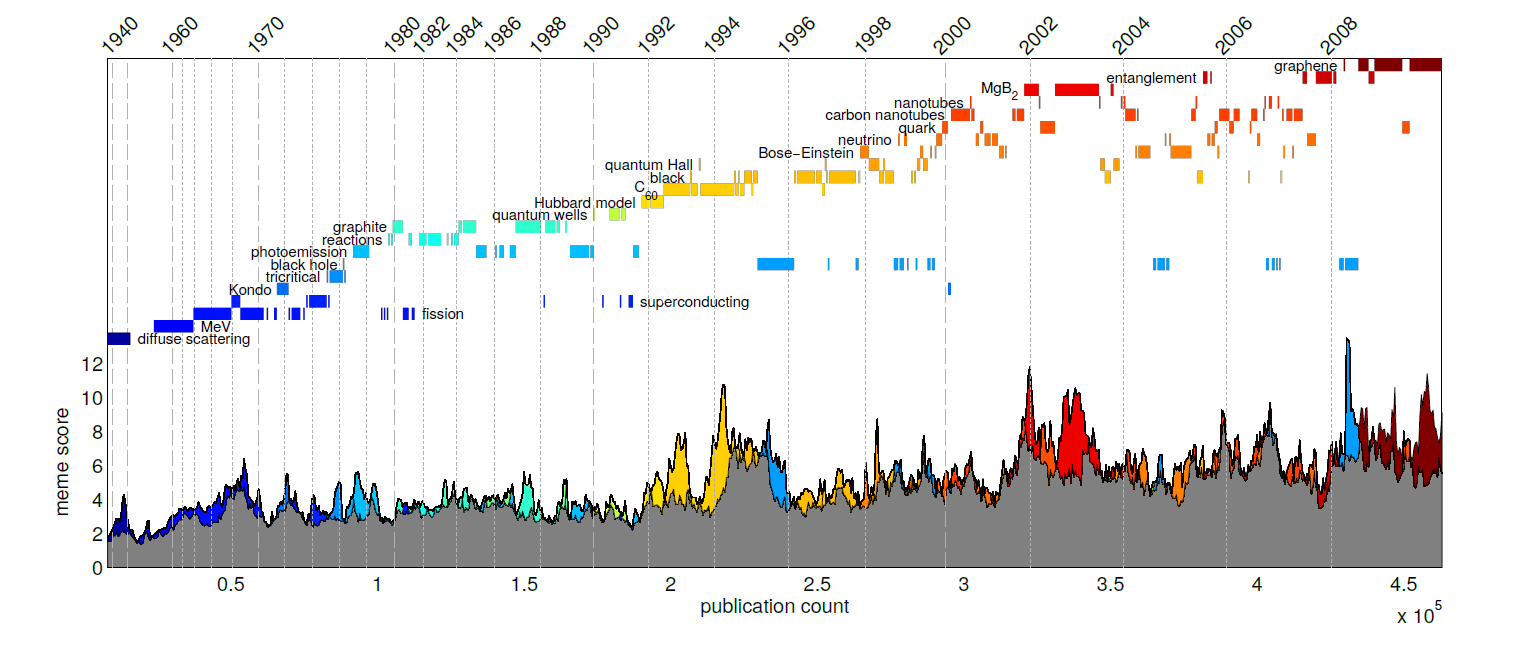 1940 1960 1970 1980 1982 1984 1986 1988 1990 1992 1994 1996 1998 2000 2002 2004 2006 2008
graphene
entanglement
MgB2
nanotubes
carbon nanotubes
quark
neutrino
Bose−Einstein
quantum Hall
black
C60
Hubbard model
quantum wells
graphite
reactions
photoemission
black hole
tricritical
Kondo
superconducting
fission
MeV
diffuse scattering
12
10
8
6
4
2
0
meme score
0.5 1 1.5 2 2.5 3 3.5 4 4.5
publication count
x 10^5